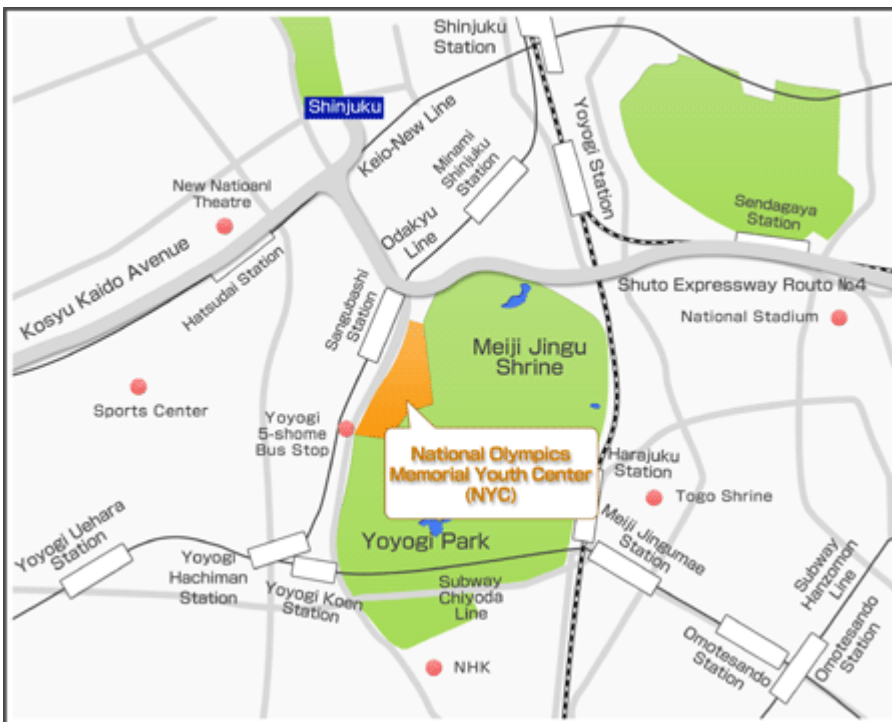 Shinjuku
Station
Shinjuku
Keio-New Line
Minami
Shinjuku
Station
Yoyogi Station
New Natioanl
Theatre
Sendagaya
Station
Odakyu
Line
Kosyu Kaido Avenue
Hatsudai Station
Sangubashi
Station
Shuto Expressway Route №4
National Stadium
Meiji Jingu
Shrine
Sports Center
Yoyogi
5-shome
Bus Stop
National Olympics
Memorial Youth Center
(NYC)
Harajuku
Station
Togo Shrine
Yoyogi Uehara
Station
Yoyogi
Hachiman
Station
Yoyogi Koen
Station
Yoyogi Park
Meiji Jingumae
Station
Subway
Chiyoda
Line
Subway
Hanzomon
Line
Omotesando
Station
Omotesando
Station
NHK